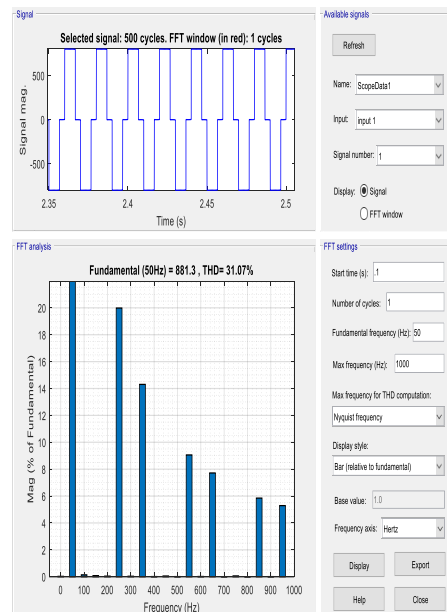 Signal
Selected signal: 500 cycles. FFT window (in red): 1 cycles
Signal mag.
500
0
-500
2.35
2.4
2.45
2.5
Time (s)
Available signals
Refresh
Name:
ScopeData1
Input:
input 1
Signal number:
1
Display:
Signal
FFT window
FFT analysis
Fundamental (50Hz) = 881.3 , THD= 31.07%
Mag (% of Fundamental)
20
18
16
14
12
10
8
6
4
2
0
0 100 200 300 400 500 600 700 800 900 1000
Frequency (Hz)
FFT settings
Start time (s):
.1
Number of cycles:
1
Fundamental frequency (Hz):
50
Max frequency (Hz):
1000
Max frequency for THD computation:
Nyquist frequency
Display style:
Bar (relative to fundamental)
Base value:
1.0
Frequency axis:
Hertz
Display
Export
Help
Close